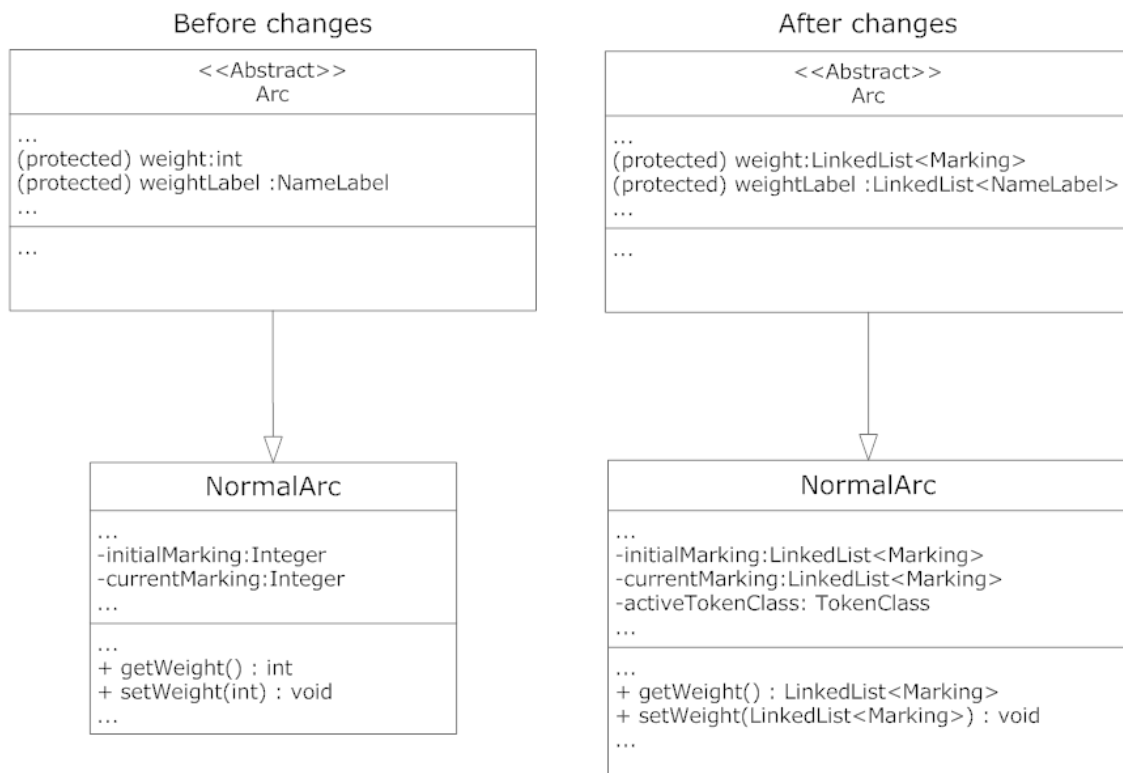 Before changes
<<Abstract>>
Arc
...
(protected) weight:int
(protected) weightLabel :NameLabel
...
...
NormalArc
...
-initialMarking:Integer
-currentMarking:Integer
...
...
+ getWeight() : int
+ setWeight(int) : void
...
After changes
<<Abstract>>
Arc
...
(protected) weight:LinkedList<Marking>
(protected) weightLabel :LinkedList<NameLabel>
...
...
NormalArc
...
-initialMarking:LinkedList<Marking>
-currentMarking:LinkedList<Marking>
-activeTokenClass: TokenClass
...
...
+ getWeight() : LinkedList<Marking>
+ setWeight(LinkedList<Marking>) : void
...